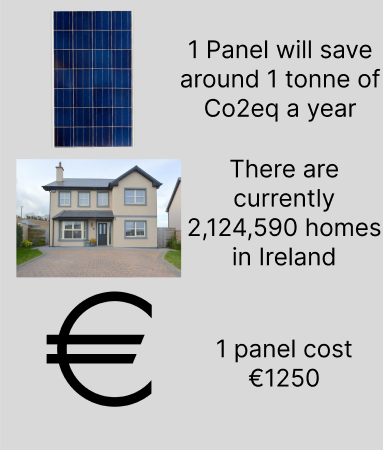 1 Panel will save
around 1 tonne of
Co2eq a year
There are
currently
2,124,590 homes
in Ireland
€
1 panel cost
€1250